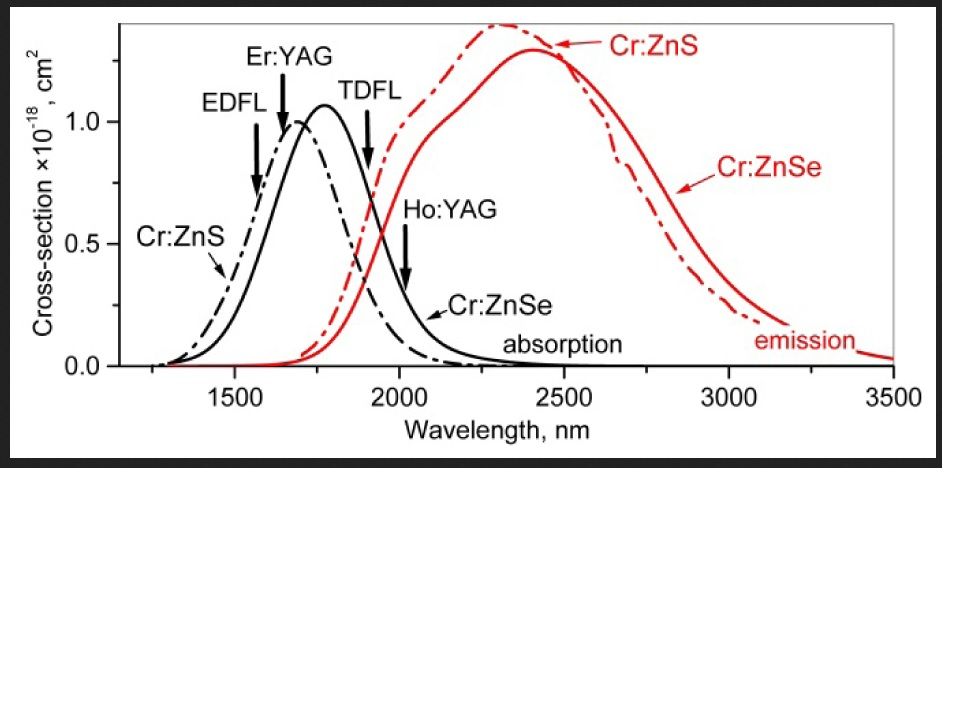 Er:YAG
EDFL
TDFL
Cr:ZnS
Cr:ZnSe
Ho:YAG
Cr:ZnS
Cr:ZnSe
absorption
emission
Cross-section ×10⁻¹⁸, cm²
1.0
0.5
0.0
1500 2000 2500 3000 3500
Wavelength, nm